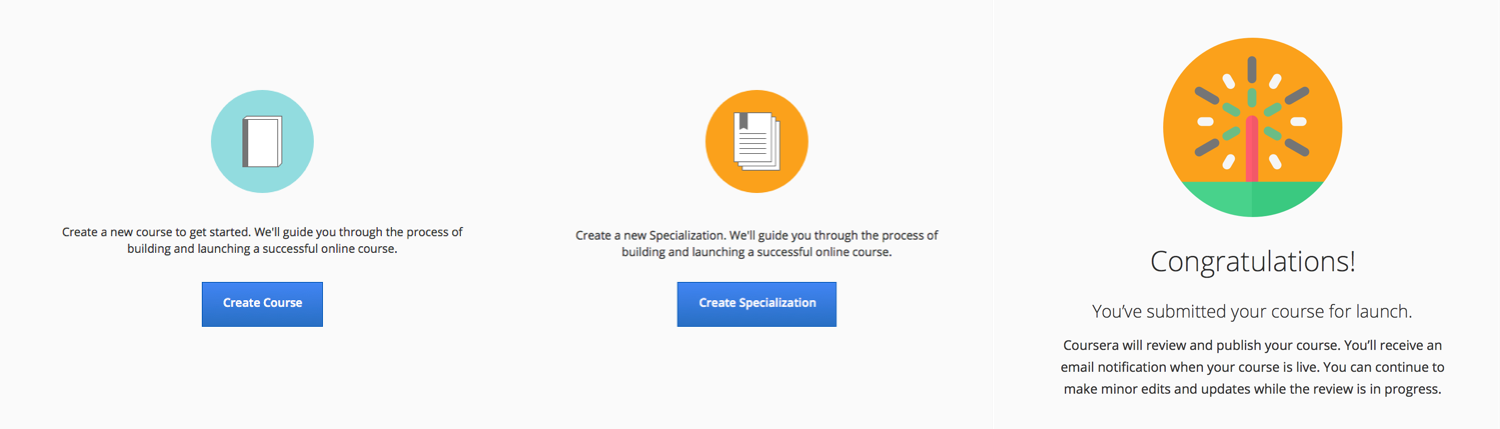 Create a new course to get started. We'll guide you through the process of
building and launching a successful online course.
Create Course
Create a new Specialization. We'll guide you through the process of
building and launching a successful online course.
Create Specialization
Congratulations!
You've submitted your course for launch.
Coursera will review and publish your course. You'll receive an
email notification when your course is live. You can continue to
make minor edits and updates while the review is in progress.